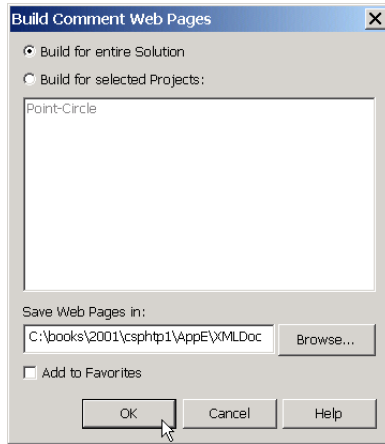 Build Comment Web Pages
Build for entire Solution
Build for selected Projects:
Point-Circle
Save Web Pages in:
C:\books\2001\csphtp1\AppE\XMLDoc
Browse...
Add to Favorites
OK
Cancel
Help